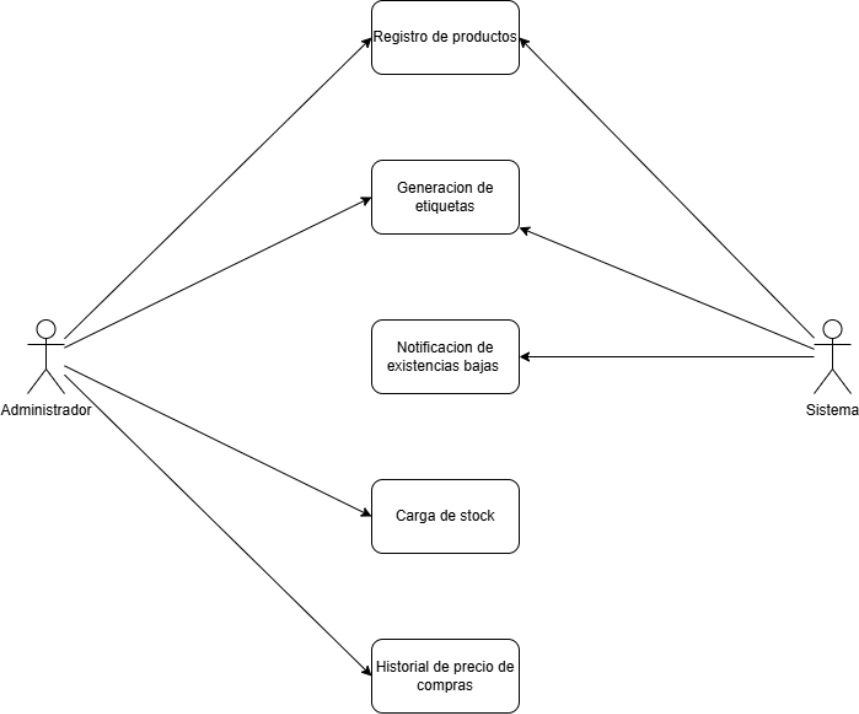 Registro de productos
Generacion de
etiquetas
Notificacion de
existencias bajas
Administrador
Sistema
Carga de stock
Historial de precio de
compras